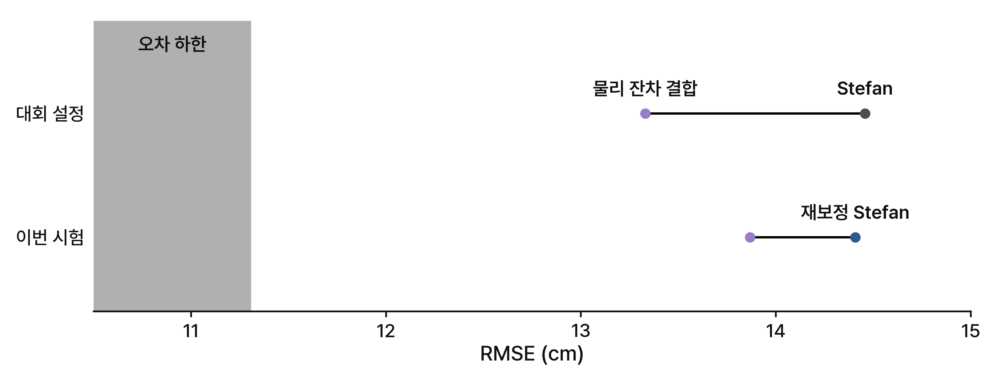 오차 하한
물리 잔차 결합
Stefan
대회 설정
재보정 Stefan
이번 시험
11
12
13
14
15
RMSE (cm)